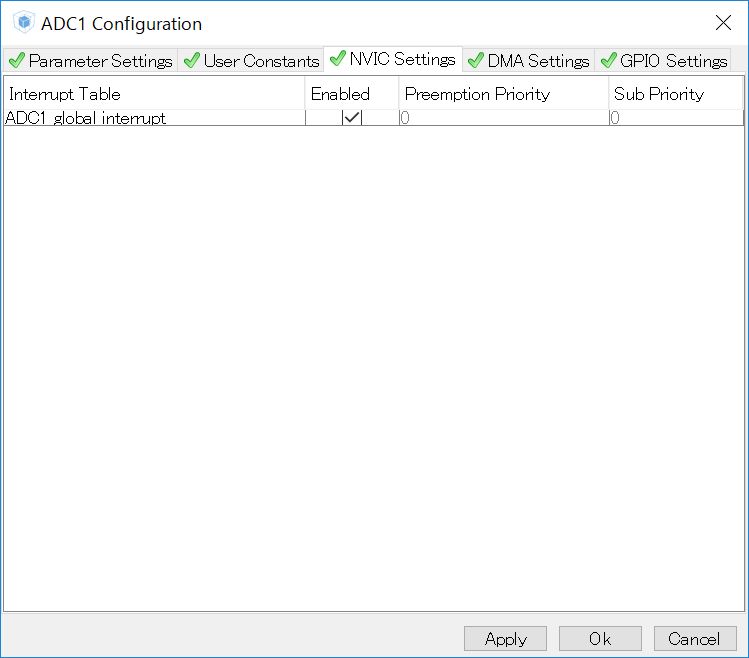 ADC1 Configuration
Parameter Settings User Constants NVIC Settings DMA Settings GPIO Settings
Interrupt Table Enabled Preemption Priority Sub Priority
ADC1 global interrupt 0 0
Apply Ok Cancel